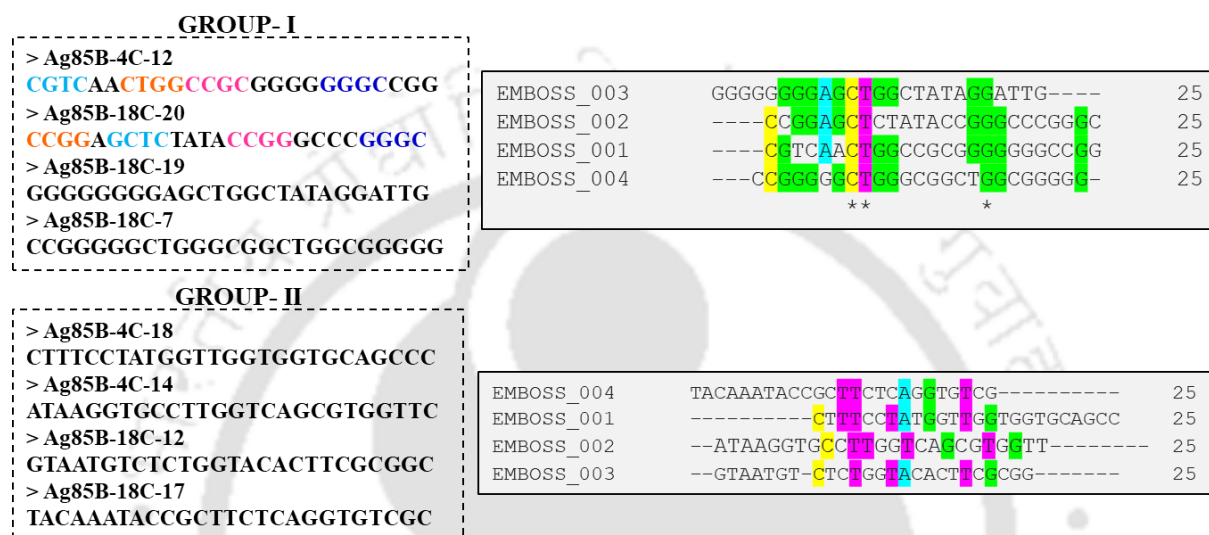 GROUP- I
> Ag85B-4C-12
CGTCAACTGGCCGCGGGGGGGCCGG
> Ag85B-18C-20
CCGGAGCTCTATACCGGGCCCGGGC
> Ag85B-18C-19
GGGGGGGGAGCTGGCTATAGGATTG
> Ag85B-18C-7
CCGGGGGCTGGGCGGCTGGCGGGGG
EMBOSS_003 GGGGGGGGAGCTGGCTATAGGATTG---- 25
EMBOSS_002 ----CCGGAGCTCTATACCGGGCCCGGGC 25
EMBOSS_001 ----CGTCAACTGGCCGCGGGGGGGCCGG 25
EMBOSS_004 ---CCGGGGGCTGGGCGGCTGGCGGGGG- 25
** *
GROUP- II
> Ag85B-4C-18
CTTTCCTATGGTTGGTGGTGCAGCCC
> Ag85B-4C-14
ATAAGGTGCCTTGGTCAGCGTGGTTC
> Ag85B-18C-12
GTAATGTCTCTGGTACACTTCGCGGC
> Ag85B-18C-17
TACAAATACCGCTTCTCAGGTGTCGC
EMBOSS_004 TACAAATACCGCTTCTCAGGTGTCG---------- 25
EMBOSS_001 ----------CTTTCCTATGGTTGGTGGTGCAGCC 25
EMBOSS_002 --ATAAGGTGCCTTGGTCAGCGTGGTT-------- 25
EMBOSS_003 --GTAATGT-CTCTGGTACACTTCGCGG------- 25